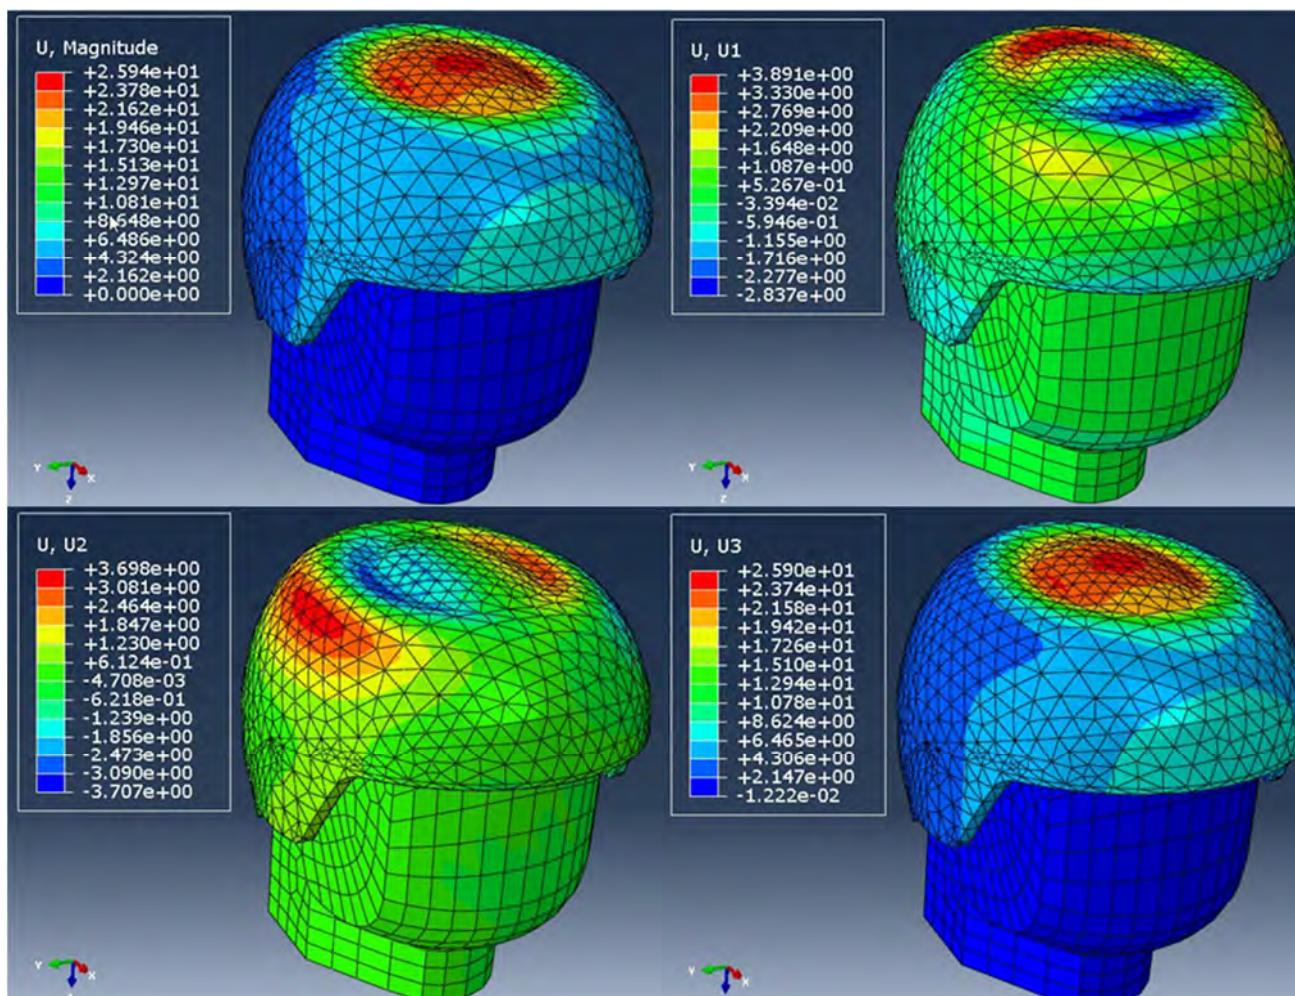 U, Magnitude
+2.594e+01
+2.378e+01
+2.162e+01
+1.946e+01
+1.730e+01
+1.513e+01
+1.297e+01
+1.081e+01
+8.648e+00
+6.486e+00
+4.324e+00
+2.162e+00
+0.000e+00
Y
X
Z
U, U1
+3.891e+00
+3.330e+00
+2.769e+00
+2.209e+00
+1.648e+00
+1.087e+00
+5.267e-01
-3.394e-02
-5.946e-01
-1.155e+00
-1.716e+00
-2.277e+00
-2.837e+00
Y
X
Z
U, U2
+3.698e+00
+3.081e+00
+2.464e+00
+1.847e+00
+1.230e+00
+6.124e-01
-4.708e-03
-6.218e-01
-1.239e+00
-1.856e+00
-2.473e+00
-3.090e+00
-3.707e+00
Y
X
U, U3
+2.590e+01
+2.374e+01
+2.158e+01
+1.942e+01
+1.726e+01
+1.510e+01
+1.294e+01
+1.078e+01
+8.624e+00
+6.465e+00
+4.306e+00
+2.147e+00
-1.222e-02
Y
X